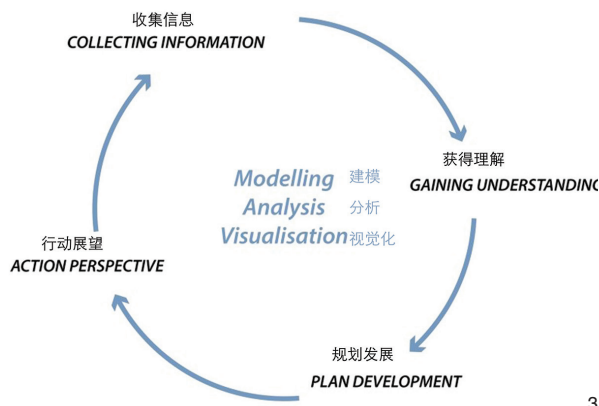 收集信息
COLLECTING INFORMATION
获得理解
GAINING UNDERSTANDING
Modelling 建模
Analysis 分析
Visualisation 视觉化
行动展望
ACTION PERSPECTIVE
规划发展
PLAN DEVELOPMENT
3